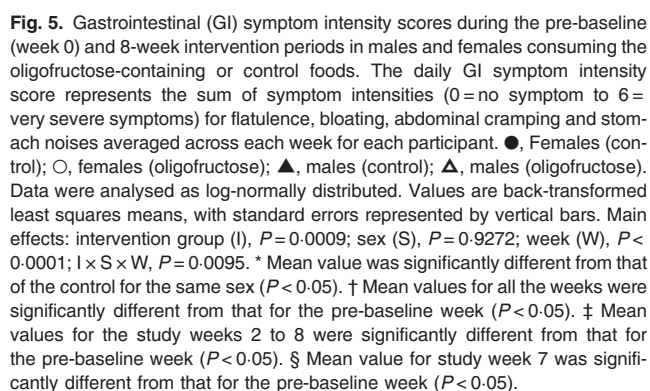 Fig. 5. Gastrointestinal (GI) symptom intensity scores during the pre-baseline
(week 0) and 8-week intervention periods in males and females consuming the
oligofructose-containing or control foods. The daily GI symptom intensity
score represents the sum of symptom intensities (0 = no symptom to 6 =
very severe symptoms) for flatulence, bloating, abdominal cramping and stom-
ach noises averaged across each week for each participant. ●, Females (con-
trol); ○, females (oligofructose); ▲, males (control); △, males (oligofructose).
Data were analysed as log-normally distributed. Values are back-transformed
least squares means, with standard errors represented by vertical bars. Main
effects: intervention group (I), P = 0·0009; sex (S), P = 0·9272; week (W), P <
0·0001; I × S × W, P = 0·0095. * Mean value was significantly different from that
of the control for the same sex (P < 0·05). † Mean values for all the weeks were
significantly different from that for the pre-baseline week (P < 0·05). ‡ Mean
values for the study weeks 2 to 8 were significantly different from that for
the pre-baseline week (P < 0·05). § Mean value for study week 7 was signifi-
cantly different from that for the pre-baseline week (P < 0·05).